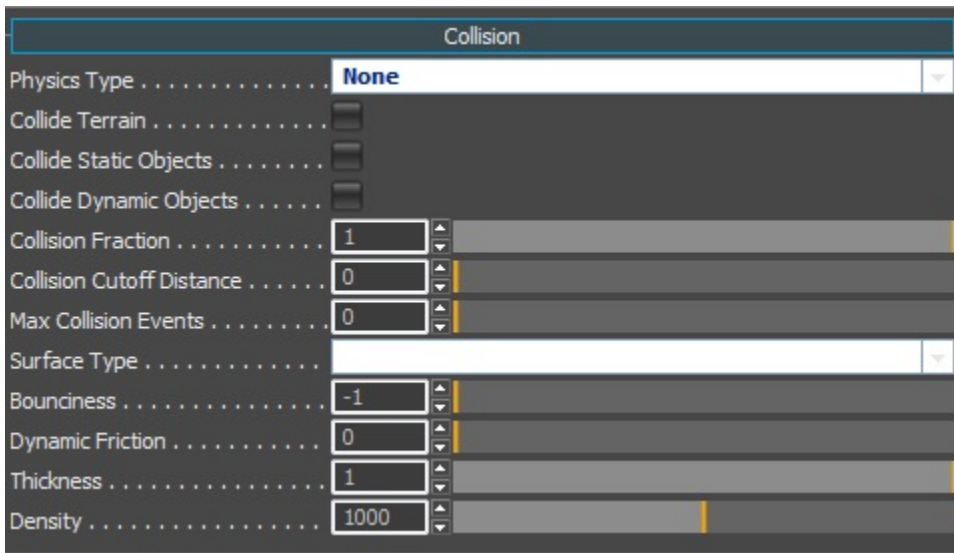 Collision
Physics Type . . . . . . . . . . . . . . None
Collide Terrain . . . . . . . . . . . . .
Collide Static Objects . . . . . . . .
Collide Dynamic Objects . . . . . .
Collision Fraction . . . . . . . . . . . 1
Collision Cutoff Distance . . . . . . 0
Max Collision Events . . . . . . . . . 0
Surface Type . . . . . . . . . . . . .
Bounciness . . . . . . . . . . . . . . . -1
Dynamic Friction . . . . . . . . . . 0
Thickness . . . . . . . . . . . . . . . . 1
Density . . . . . . . . . . . . . . . . . 1000